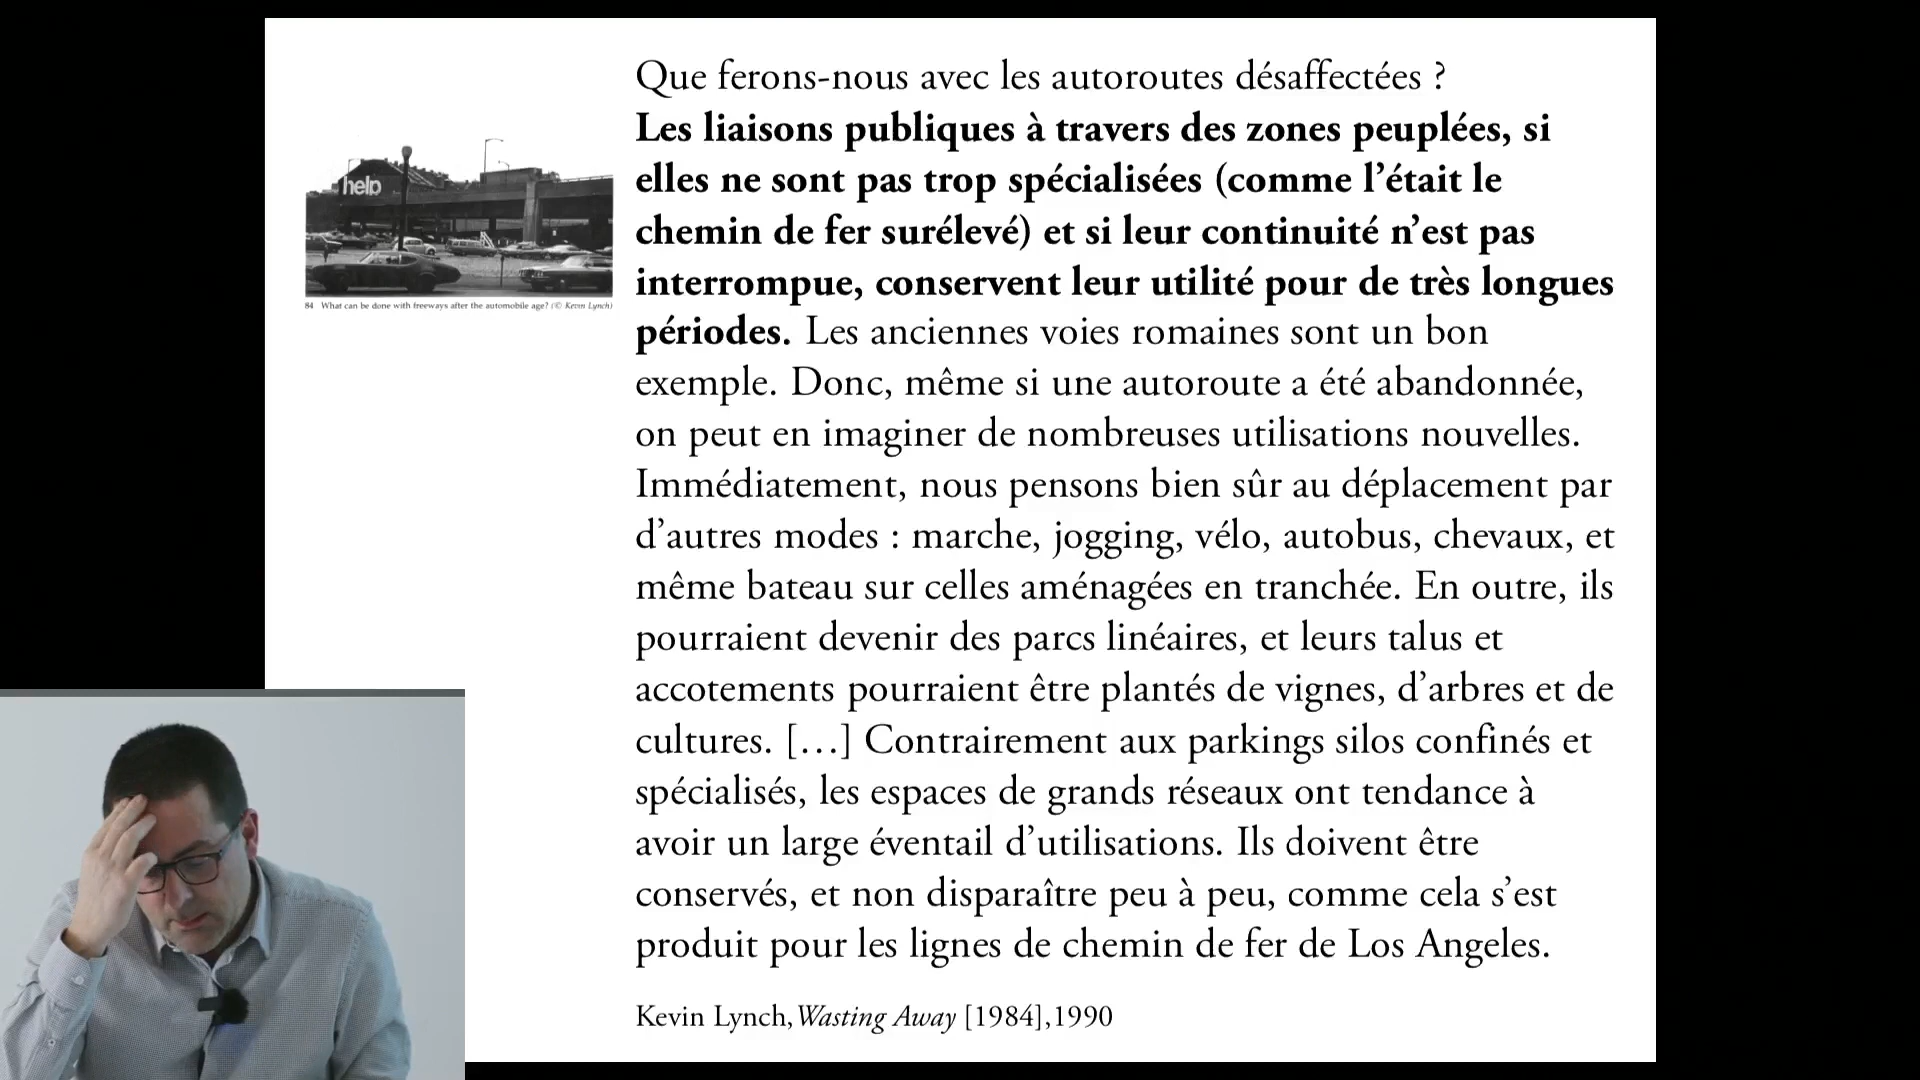 help
84 What can be done with freeways after the automobile age? (© Kevin Lynch)
Que ferons-nous avec les autoroutes désaffectées ?
Les liaisons publiques à travers des zones peuplées, si
elles ne sont pas trop spécialisées (comme l’était le
chemin de fer surélevé) et si leur continuité n’est pas
interrompue, conservent leur utilité pour de très longues
périodes. Les anciennes voies romaines sont un bon
exemple. Donc, même si une autoroute a été abandonnée,
on peut en imaginer de nombreuses utilisations nouvelles.
Immédiatement, nous pensons bien sûr au déplacement par
d’autres modes : marche, jogging, vélo, autobus, chevaux, et
même bateau sur celles aménagées en tranchée. En outre, ils
pourraient devenir des parcs linéaires, et leurs talus et
accotements pourraient être plantés de vignes, d’arbres et de
cultures. […] Contrairement aux parkings silos confinés et
spécialisés, les espaces de grands réseaux ont tendance à
avoir un large éventail d’utilisations. Ils doivent être
conservés, et non disparaître peu à peu, comme cela s’est
produit pour les lignes de chemin de fer de Los Angeles.
Kevin Lynch, Wasting Away [1984],1990